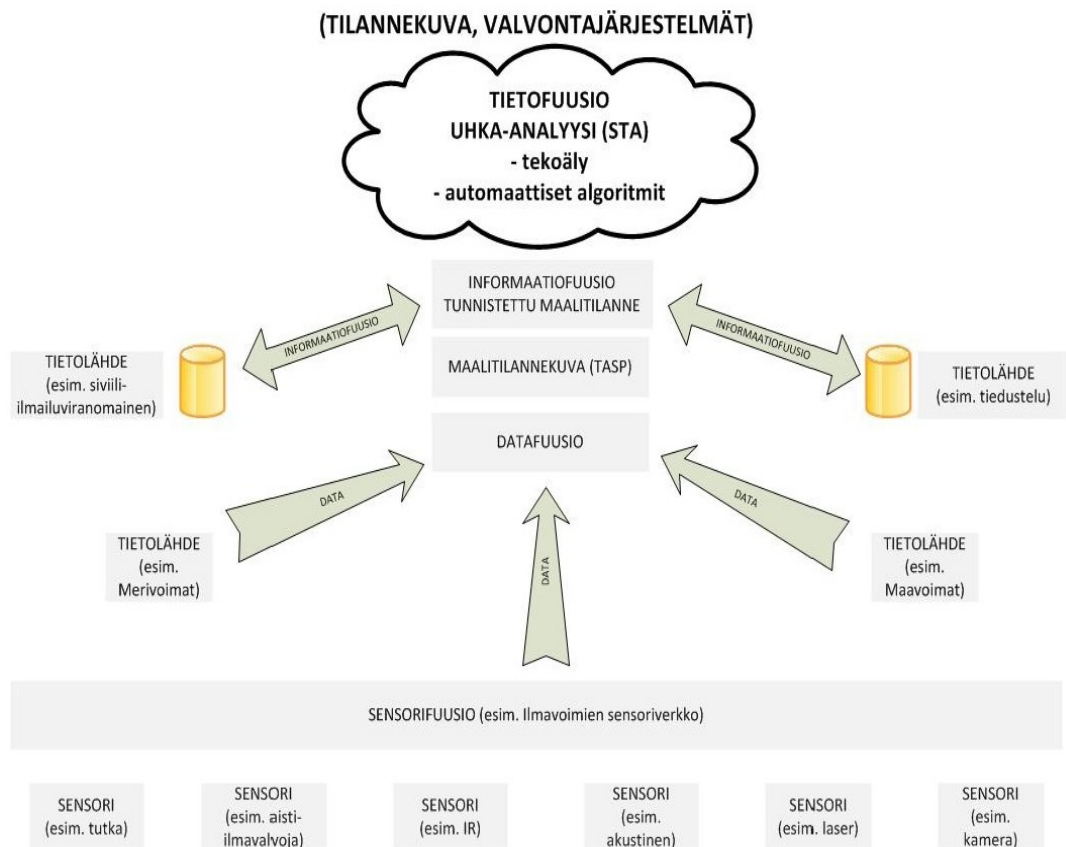 (TILANNEKUVA, VALVONTAJÄRJESTELMÄT)
TIETOFUUSIO
UHKA-ANALYYSI (STA)
- tekoäly
- automaattiset algoritmit
INFORMAATIOFUUSIO
TUNNISTETTU MAALITILANNE
INFORMAATIOFUUSIO
INFORMAATIOFUUSIO
MAALITILANNEKUVA (TASP)
TIETOLÄHDE
(esim. siviili-
ilmailuviranomainen)
TIETOLÄHDE
(esim. tiedustelu)
DATAFUUSIO
DATA
DATA
TIETOLÄHDE
(esim.
Merivoimat)
DATA
TIETOLÄHDE
(esim.
Maavoimat)
SENSORIFUUSIO (esim. Ilmavoimien sensoriverkko)
SENSORI
(esim. tutka)
SENSORI
(esim. aisti-
ilmavalvoja)
SENSORI
(esim. IR)
SENSORI
(esim.
akustinen)
SENSORI
(esim. laser)
SENSORI
(esim.
kamera)